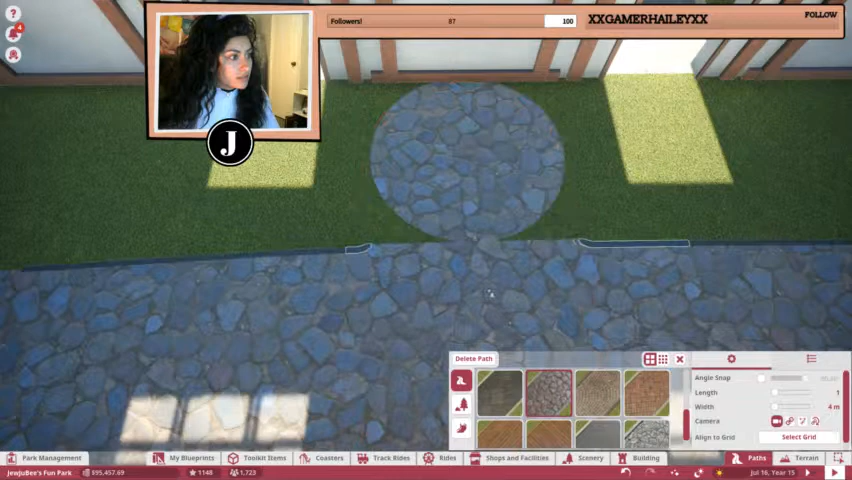 ?
4
Followers! 87 100 XXGAMERHAILEYXX FOLLOW
J
Delete Path
Angle Snap
Length 1
Width 4 m
Camera
Align to Grid Select Grid
Park Management My Blueprints Toolkit Items Coasters Track Rides Rides Shops and Facilities Scenery Building Paths Terrain
JewJuBee's Fun Park $95,457.69 1148 1,723 Jul 16, Year 15